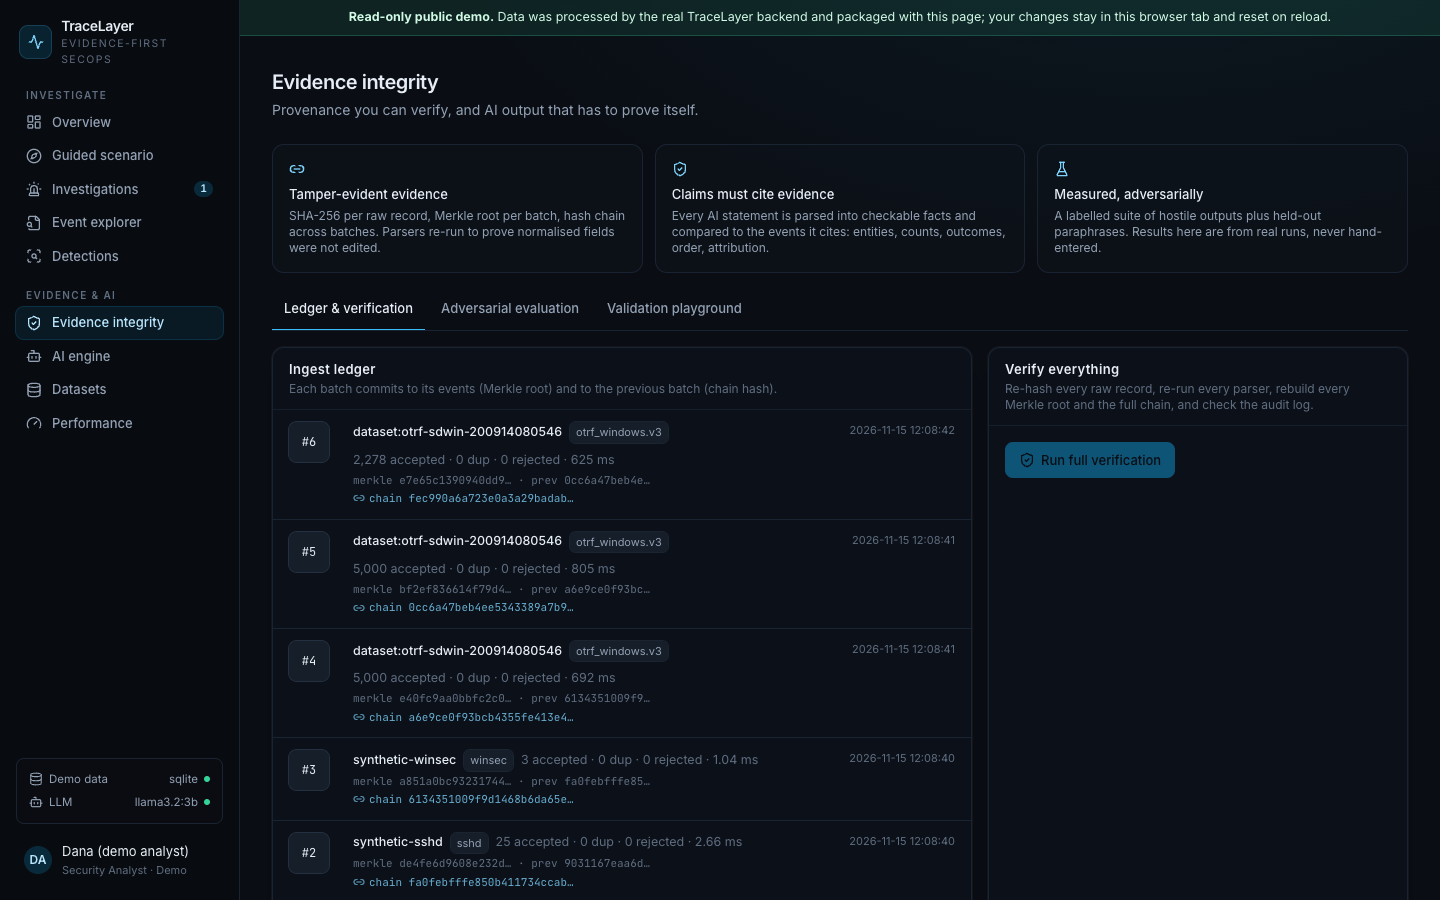 Read-only public demo. Data was processed by the real TraceLayer backend and packaged with this page; your changes stay in this browser tab and reset on reload.
TraceLayer
EVIDENCE-FIRST
SECOPS
INVESTIGATE
Overview
Guided scenario
Investigations 1
Event explorer
Detections
EVIDENCE & AI
Evidence integrity
AI engine
Datasets
Performance
Demo data sqlite
LLM llama3.2:3b
DA
Dana (demo analyst)
Security Analyst · Demo
Evidence integrity
Provenance you can verify, and AI output that has to prove itself.
Tamper-evident evidence
SHA-256 per raw record, Merkle root per batch, hash chain
across batches. Parsers re-run to prove normalised fields
were not edited.
Claims must cite evidence
Every AI statement is parsed into checkable facts and
compared to the events it cites: entities, counts, outcomes,
order, attribution.
Measured, adversarially
A labelled suite of hostile outputs plus held-out
paraphrases. Results here are from real runs, never hand-
entered.
Ledger & verification Adversarial evaluation Validation playground
Ingest ledger
Each batch commits to its events (Merkle root) and to the previous batch (chain hash).
#6
dataset:otrf-sdwin-200914080546 otrf_windows.v3 2026-11-15 12:08:42
2,278 accepted · 0 dup · 0 rejected · 625 ms
merkle e7e65c1390940dd9… · prev 0cc6a47beb4e…
chain fec990a6a723e0a3a29badab…
#5
dataset:otrf-sdwin-200914080546 otrf_windows.v3 2026-11-15 12:08:41
5,000 accepted · 0 dup · 0 rejected · 805 ms
merkle bf2ef836614f79d4… · prev a6e9ce0f93bc…
chain 0cc6a47beb4ee5343389a7b9…
#4
dataset:otrf-sdwin-200914080546 otrf_windows.v3 2026-11-15 12:08:41
5,000 accepted · 0 dup · 0 rejected · 692 ms
merkle e40fc9aa0bbfc2c0… · prev 6134351009f9…
chain a6e9ce0f93bcb4355fe413e4…
#3
synthetic-winsec winsec 3 accepted · 0 dup · 0 rejected · 1.04 ms 2026-11-15 12:08:40
merkle a851a0bc93231744… · prev fa0febfffe85…
chain 6134351009f9d1468b6da65e…
#2
synthetic-sshd sshd 25 accepted · 0 dup · 0 rejected · 2.66 ms 2026-11-15 12:08:40
merkle de4fe6d9608e232d… · prev 9031167eaa6d…
chain fa0febfffe850b411734ccab…
Verify everything
Re-hash every raw record, re-run every parser, rebuild every
Merkle root and the full chain, and check the audit log.
Run full verification